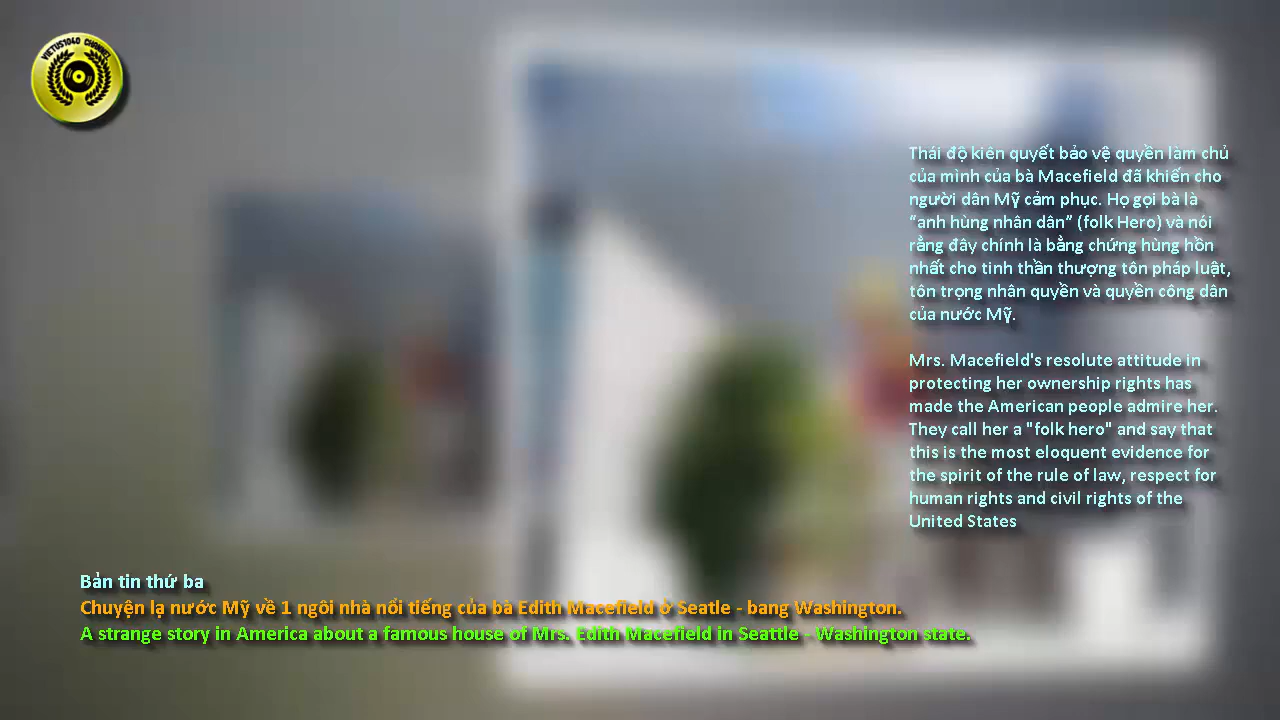 VIETUS1040 CHANNEL
Thái độ kiên quyết bảo vệ quyền làm chủ
của mình của bà Macefield đã khiến cho
người dân Mỹ cảm phục. Họ gọi bà là
“anh hùng nhân dân” (folk Hero) và nói
rằng đây chính là bằng chứng hùng hồn
nhất cho tinh thần thượng tôn pháp luật,
tôn trọng nhân quyền và quyền công dân
của nước Mỹ.
Mrs. Macefield's resolute attitude in
protecting her ownership rights has
made the American people admire her.
They call her a "folk hero" and say that
this is the most eloquent evidence for
the spirit of the rule of law, respect for
human rights and civil rights of the
United States
Bản tin thứ ba
Chuyện lạ nước Mỹ về 1 ngôi nhà nổi tiếng của bà Edith Macefield ở Seatle - bang Washington.
A strange story in America about a famous house of Mrs. Edith Macefield in Seattle - Washington state.